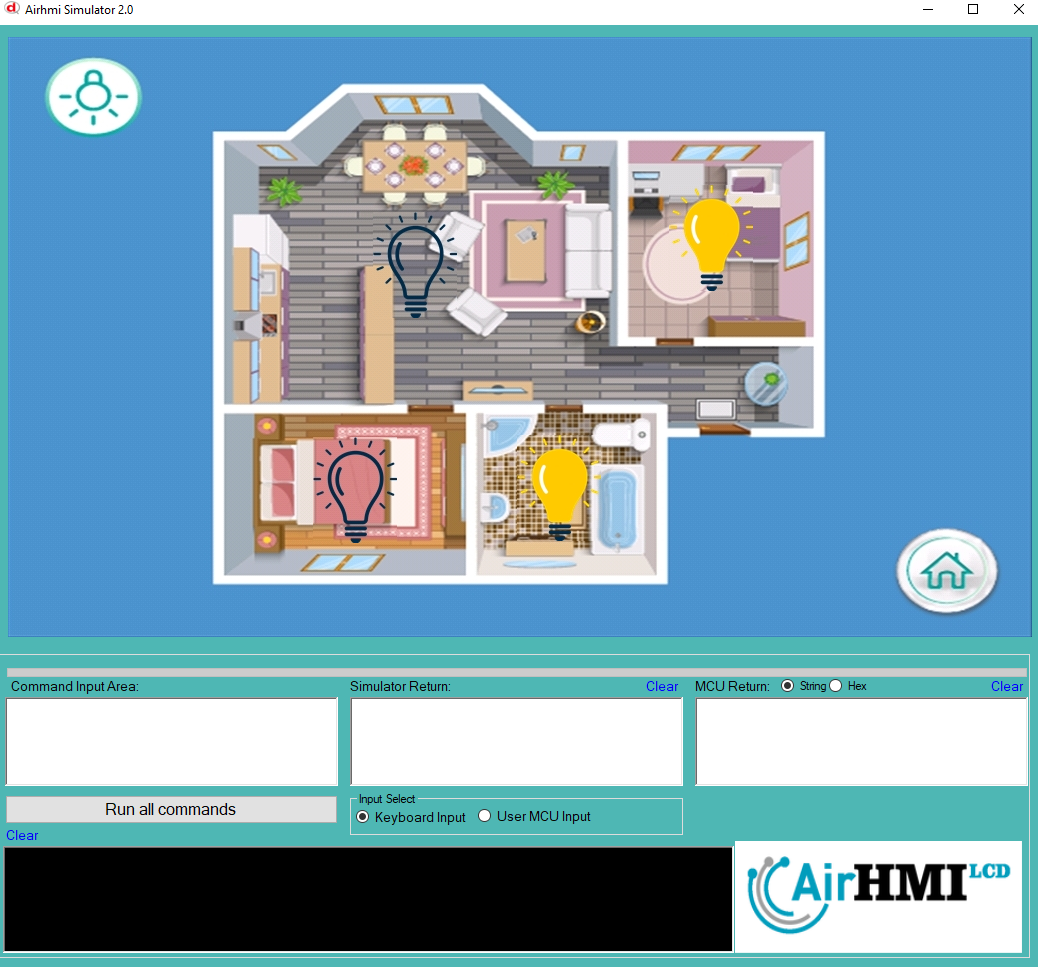 Airhmi Simulator 2.0
Command Input Area:
Simulator Return:
Clear
MCU Return:
String
Hex
Clear
Run all commands
Input Select
Keyboard Input
User MCU Input
Clear
AirHMI LCD